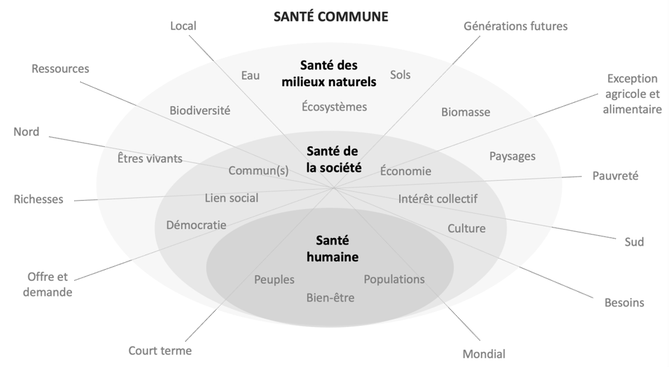 SANTÉ COMMUNE
Local
Générations futures
Santé des
milieux naturels
Eau
Sols
Ressources
Exception
agricole et
alimentaire
Écosystèmes
Biodiversité
Biomasse
Nord
Santé de
la société
Êtres vivants
Paysages
Commun(s)
Économie
Pauvreté
Richesses
Lien social
Intérêt collectif
Démocratie
Culture
Santé
humaine
Sud
Offre et
demande
Peuples
Populations
Bien-être
Besoins
Court terme
Mondial